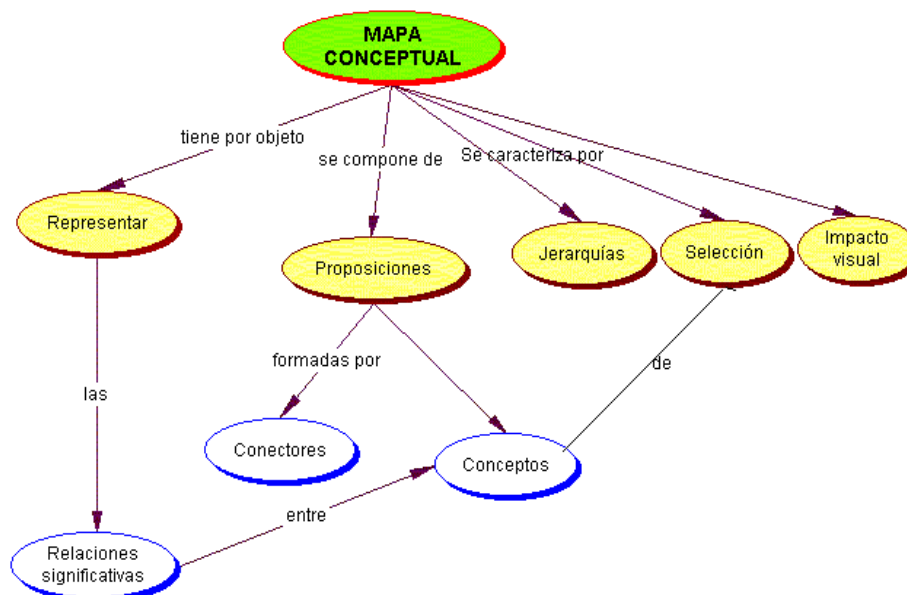 MAPA
CONCEPTUAL
tiene por objeto
se compone de
Se caracteriza por
Representar
Proposiciones
Jerarquías
Selección
Impacto
visual
formadas por
de
las
Conectores
Conceptos
entre
Relaciones
significativas